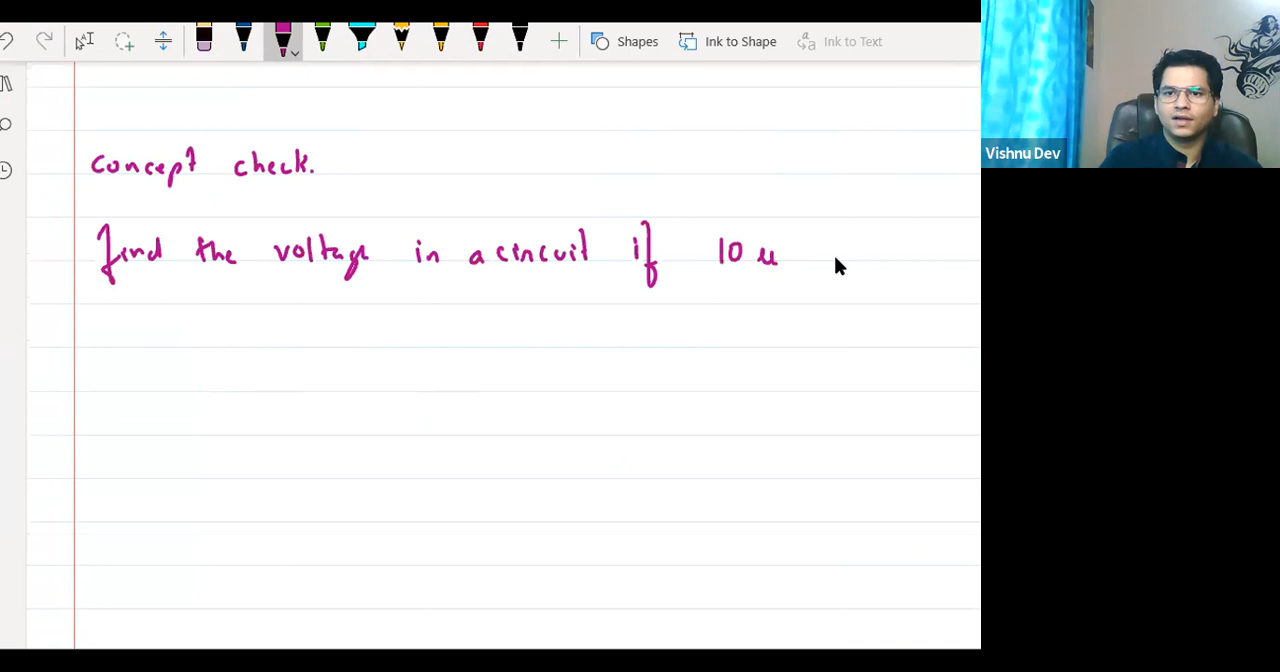 Shapes
Ink to Shape
Ink to Text
Vishnu Dev
concept check.
find the voltage in a circuit if 10 u